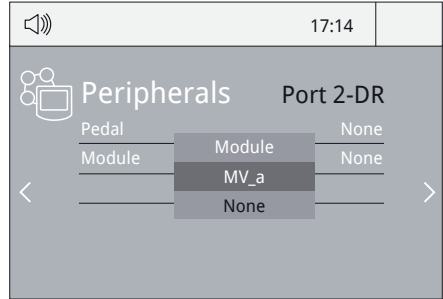 17:14
Peripherals Port 2-DR
Pedal None
Module None
Module
MV_a
None